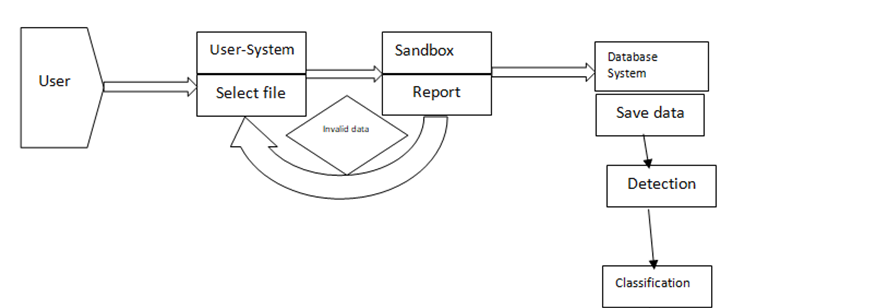 User
User-System
Select file
Sandbox
Report
Invalid data
Database
System
Save data
Detection
Classification